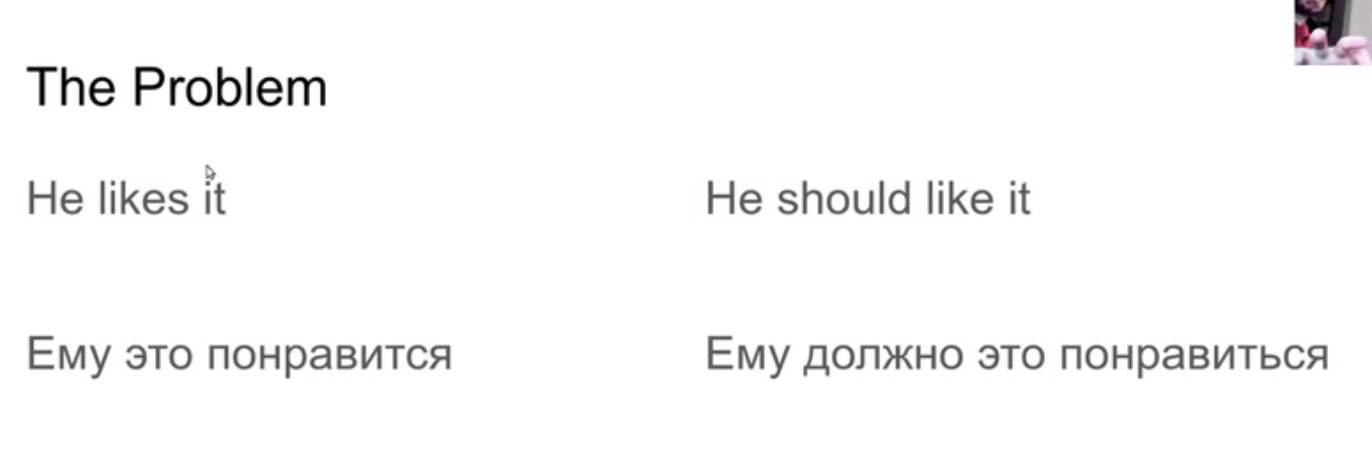 The Problem
He likes it
He should like it
Ему это понравится
Ему должно это понравиться